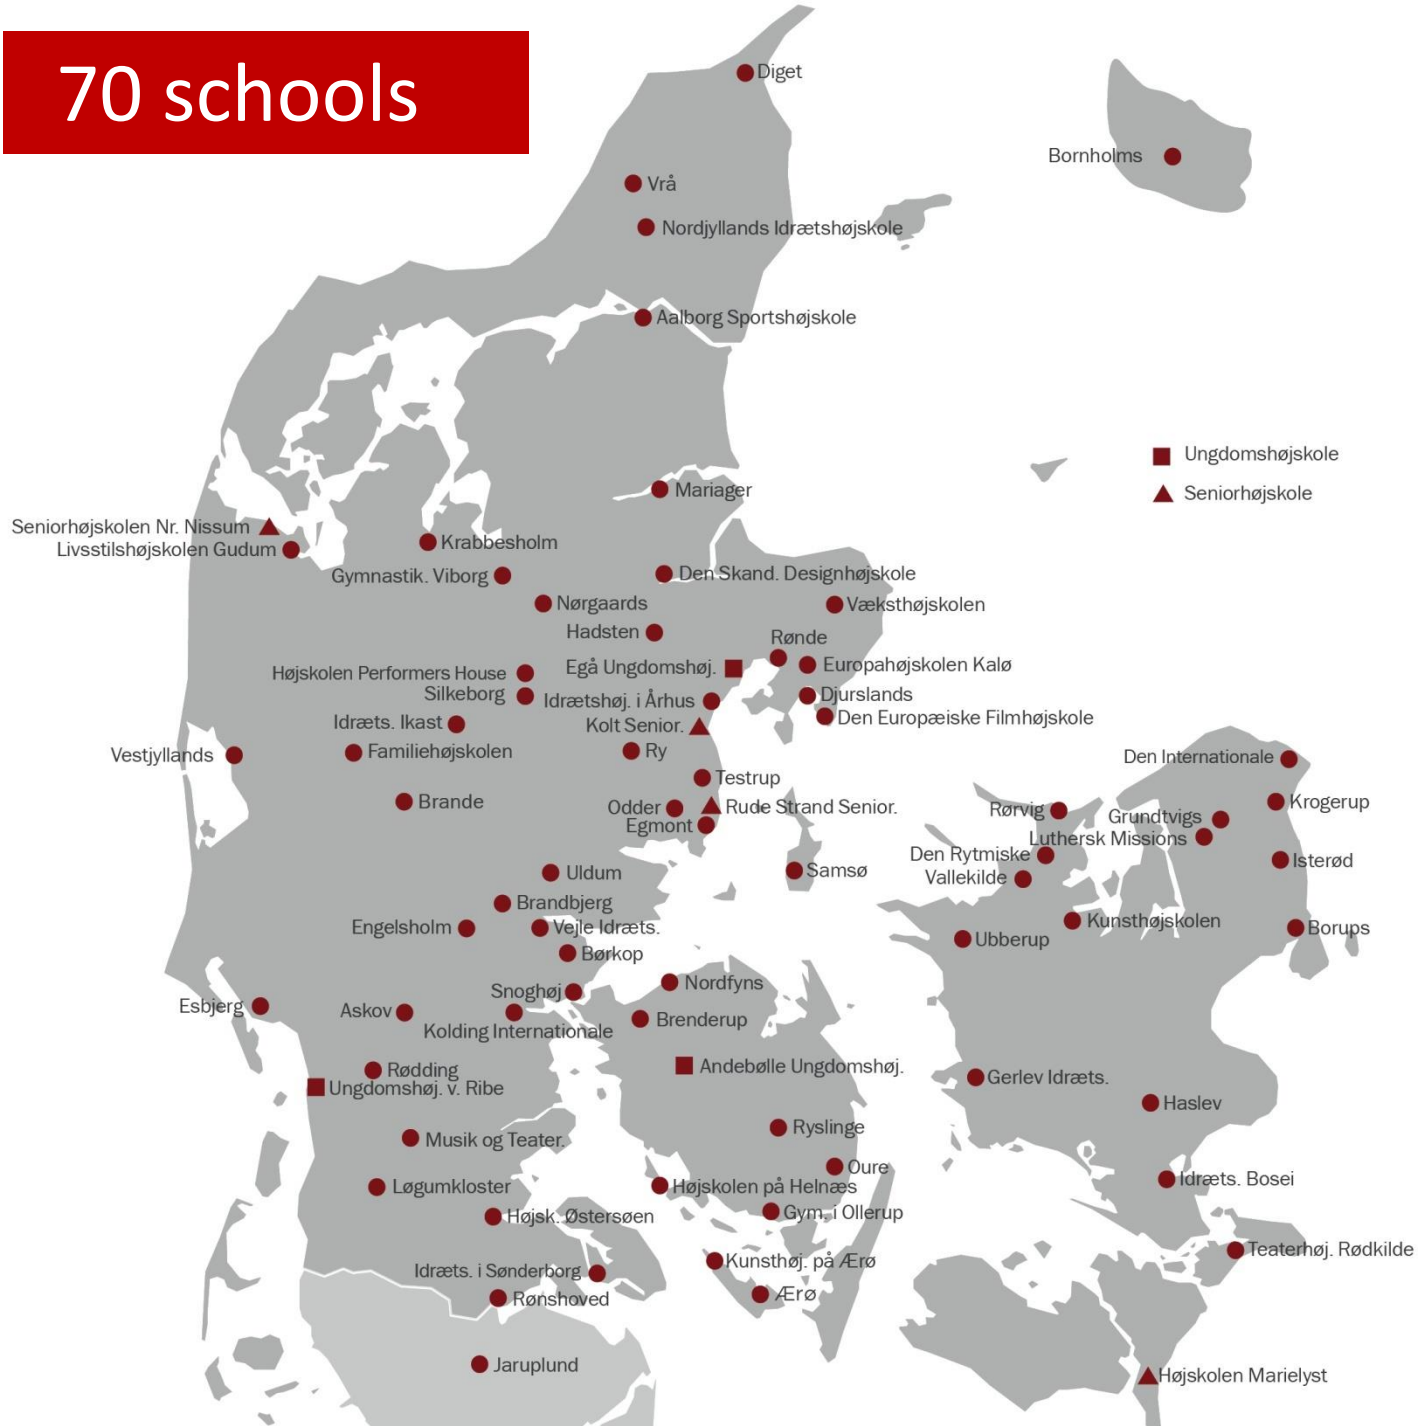 70 schools
Diget
Bornholms
Vrå
Nordjyllands Idrætshøjskole
Aalborg Sportshøjskole
Ungdomshøjskole
Seniorhøjskole
Mariager
Seniorhøjskolen Nr. Nissum
Livsstilshøjskolen Gudum
Krabbesholm
Gymnastik. Viborg
Den Skand. Designhøjskole
Nørgaards
Væksthøjskolen
Hadsten
Rønde
Egå Ungdomshøj.
Europahøjskolen Kalø
Højskolen Performers House
Silkeborg
Idrætshøj. i Århus
Djurslands
Den Europæiske Filmhøjskole
Idræts. Ikast
Kolt Senior.
Vestjyllands
Familiehøjskolen
Ry
Den Internationale
Testrup
Brande
Odder
Rude Strand Senior.
Egmont
Rørvig
Krogerup
Grundtvigs
Luthersk Missions
Den Rytmiske
Isterød
Vallekilde
Uldum
Samsø
Brandbjerg
Engelsholm
Vejle Idræts.
Kunsthøjskolen
Borups
Ubberup
Børkop
Nordfyns
Snoghøj
Esbjerg
Askov
Kolding Internationale
Brenderup
Rødding
Andebølle Ungdomshøj.
Ungdomshøj. v. Ribe
Gerlev Idræts.
Haslev
Musik og Teater.
Ryslinge
Oure
Løgumkloster
Højskolen på Helnæs
Idræts. Bosei
Højsk. Østersøen
Gym. i Ollerup
Teaterhøj. Rødkilde
Kunsthøj. på Ærø
Idræts. i Sønderborg
Ærø
Rønshoved
Jaruplund
Højskolen Marielyst